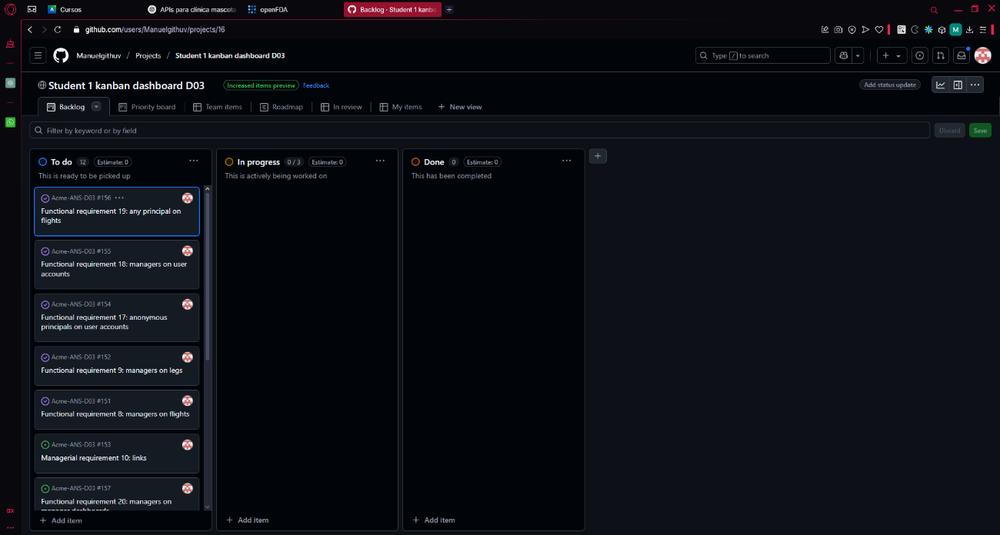 Cursos
APIs para clínica mascota
openFDA
Backlog · Student 1 kanba
github.com/users/Manuelgithuv/projects/16
M
Manuelgithuv / Projects / Student 1 kanban dashboard D03
Type / to search
Student 1 kanban dashboard D03
Increased items preview
Feedback
Add status update
Backlog
Priority board
Team items
Roadmap
In review
My items
New view
Filter by keyword or by field
Discard
Save
To do 12 Estimate: 0
This is ready to be picked up
Acme-ANS-D03 #156
Functional requirement 19: any principal on
flights
Acme-ANS-D03 #155
Functional requirement 18: managers on user
accounts
Acme-ANS-D03 #154
Functional requirement 17: anonymous
principals on user accounts
Acme-ANS-D03 #152
Functional requirement 9: managers on legs
Acme-ANS-D03 #151
Functional requirement 8: managers on flights
Acme-ANS-D03 #153
Managerial requirement 10: links
Acme-ANS-D03 #157
Functional requirement 20: managers on
manager dashboards
Add item
In progress 0 / 3 Estimate: 0
This is actively being worked on
Add item
Done 0 Estimate: 0
This has been completed
Add item